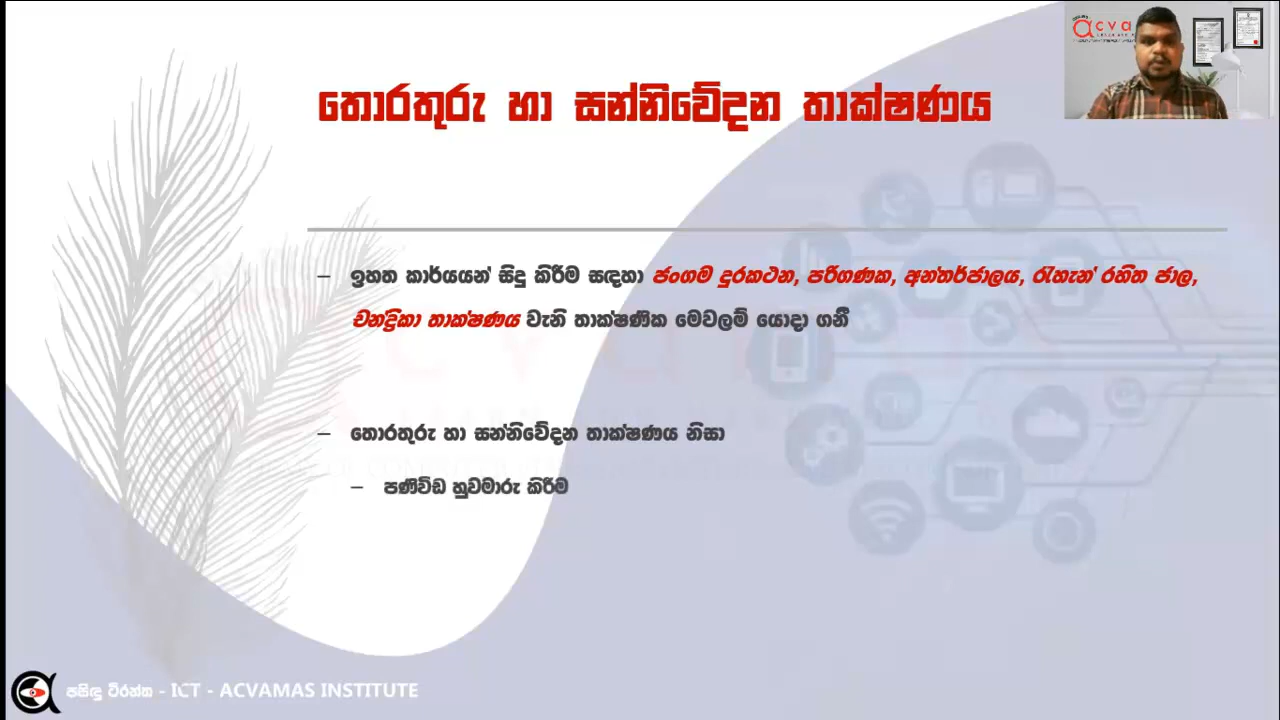 තොරතුරු හා සන්නිවේදන තාක්ෂණය
– ඉහත කාර්යයන් සිදු කිරීම සඳහා ජංගම දුරකථන, පරිගණක, අන්තර්ජාලය, රැහැන් රහිත ජාල,
චන්ද්‍රිකා තාක්ෂණය වැනි තාක්ෂණික මෙවලම් යොදා ගනී
– තොරතුරු හා සන්නිවේදන තාක්ෂණය නිසා
– පණිවිඩ හුවමාරු කිරීම
පසිඳු වීරන්ත - ICT - ACVAMAS INSTITUTE